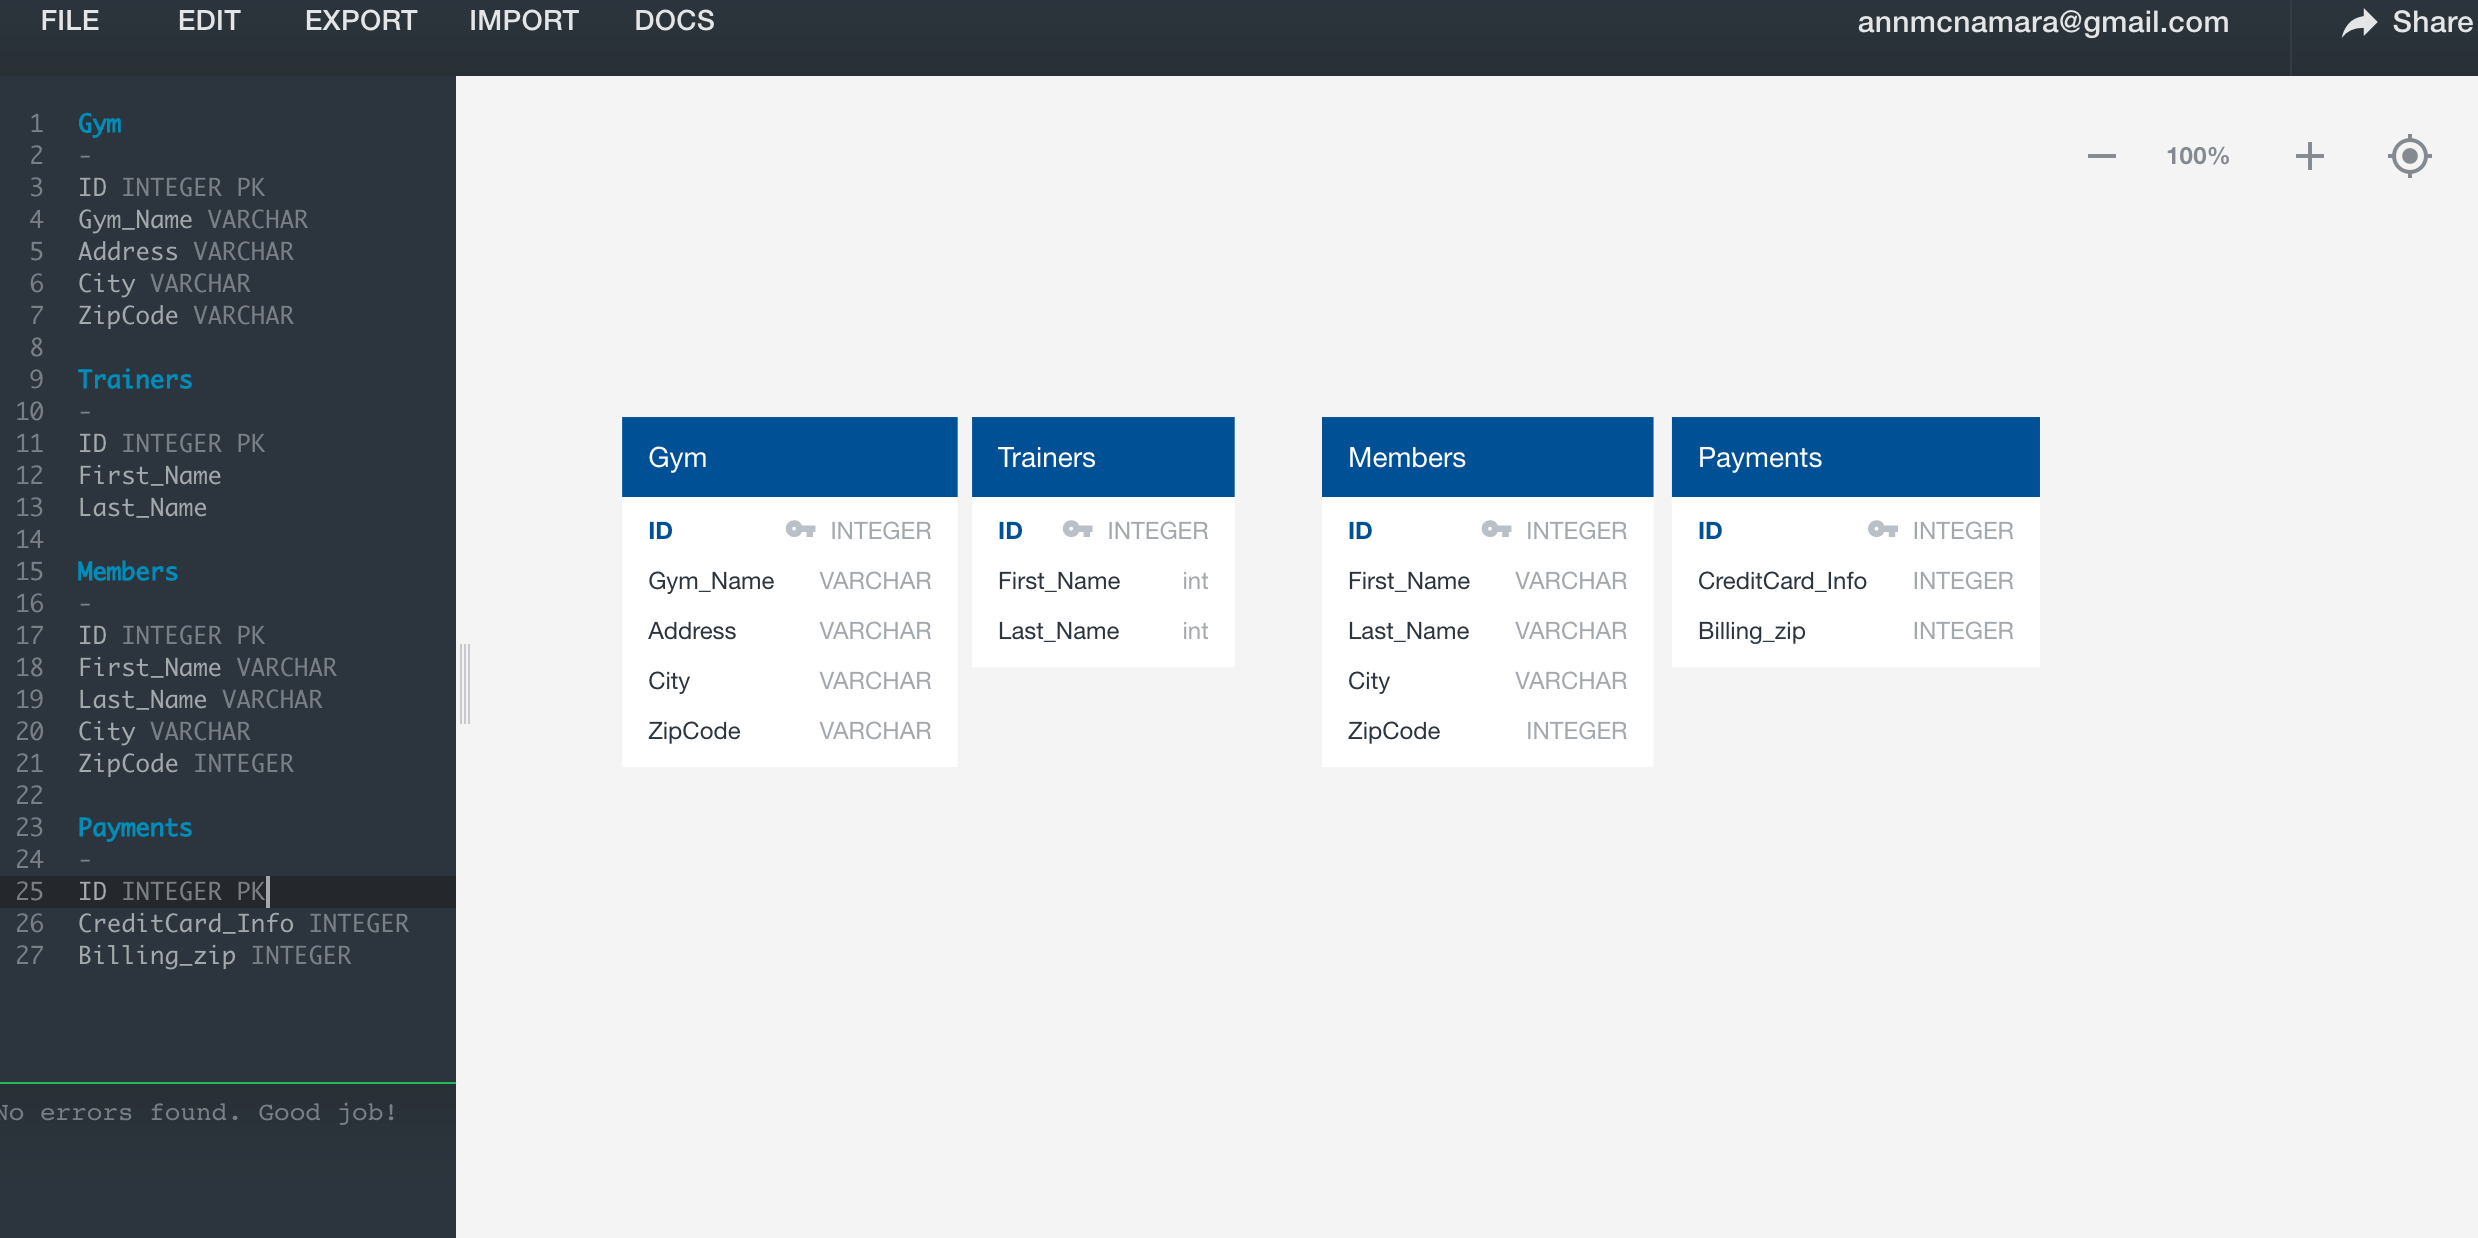 FILE EDIT EXPORT IMPORT DOCS annmcnamara@gmail.com Share
1 Gym
2 -
3 ID INTEGER PK
4 Gym_Name VARCHAR
5 Address VARCHAR
6 City VARCHAR
7 ZipCode VARCHAR
8
9 Trainers
10 -
11 ID INTEGER PK
12 First_Name
13 Last_Name
14
15 Members
16 -
17 ID INTEGER PK
18 First_Name VARCHAR
19 Last_Name VARCHAR
20 City VARCHAR
21 ZipCode INTEGER
22
23 Payments
24 -
25 ID INTEGER PK
26 CreditCard_Info INTEGER
27 Billing_zip INTEGER
No errors found. Good job!
100%
Gym
ID INTEGER
Gym_Name VARCHAR
Address VARCHAR
City VARCHAR
ZipCode VARCHAR
Trainers
ID INTEGER
First_Name int
Last_Name int
Members
ID INTEGER
First_Name VARCHAR
Last_Name VARCHAR
City VARCHAR
ZipCode INTEGER
Payments
ID INTEGER
CreditCard_Info INTEGER
Billing_zip INTEGER